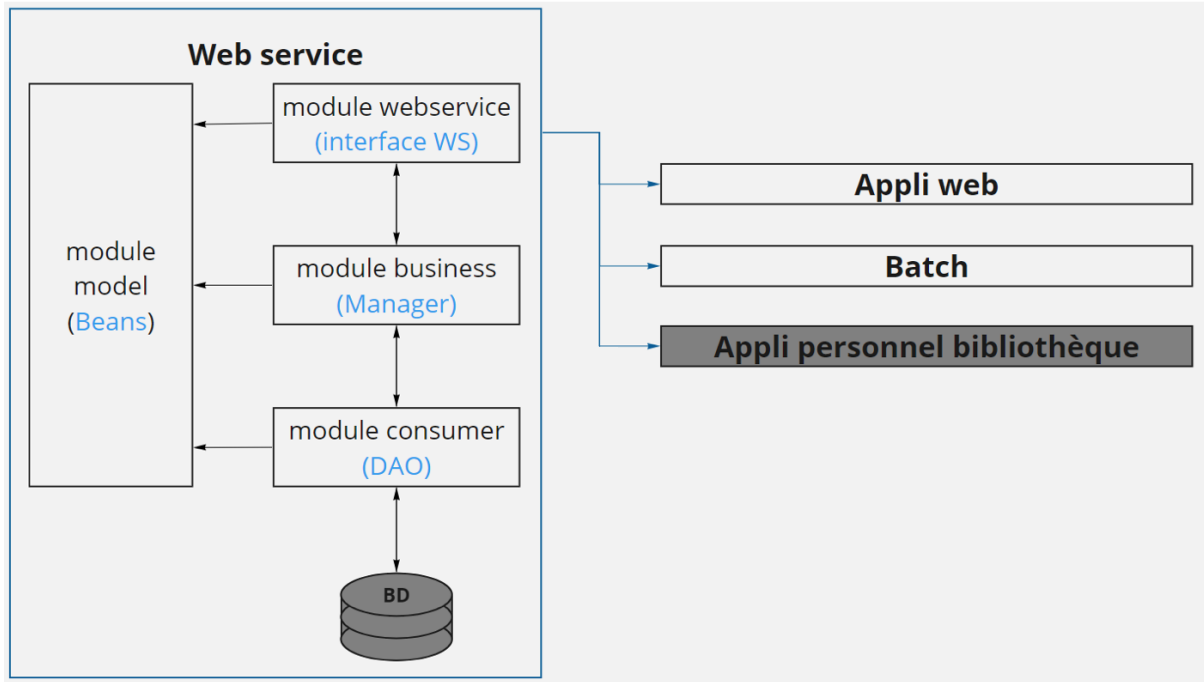 Web service
module webservice
(interface WS)
module
model
(Beans)
module business
(Manager)
module consumer
(DAO)
BD
Appli web
Batch
Appli personnel bibliothèque